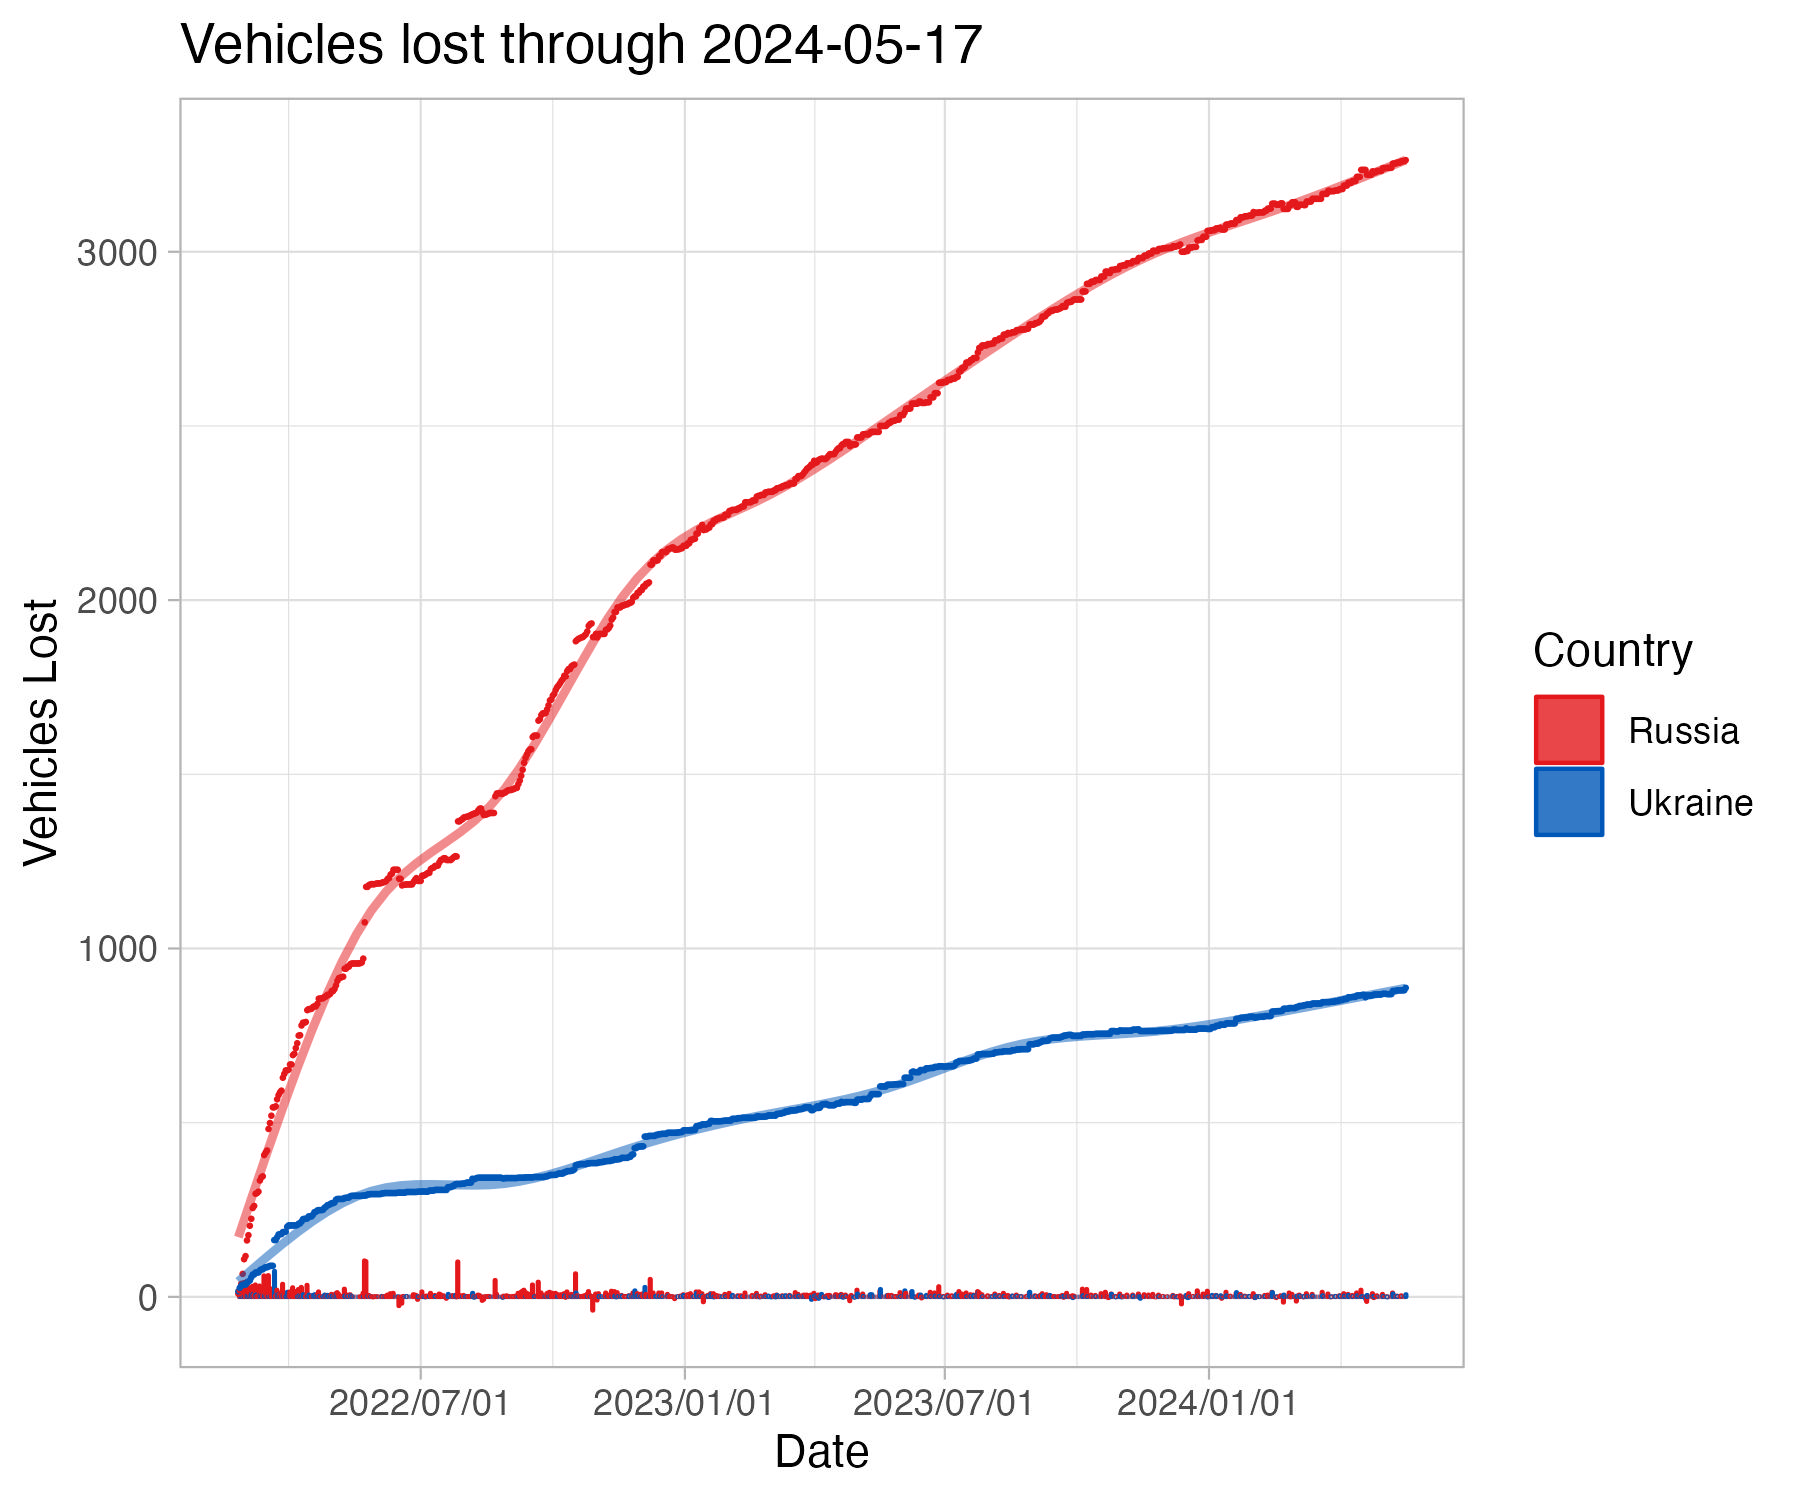 Vehicles lost through 2024-05-17
Vehicles Lost
3000
2000
1000
0
2022/07/01
2023/01/01
2023/07/01
2024/01/01
Date
Country
Russia
Ukraine